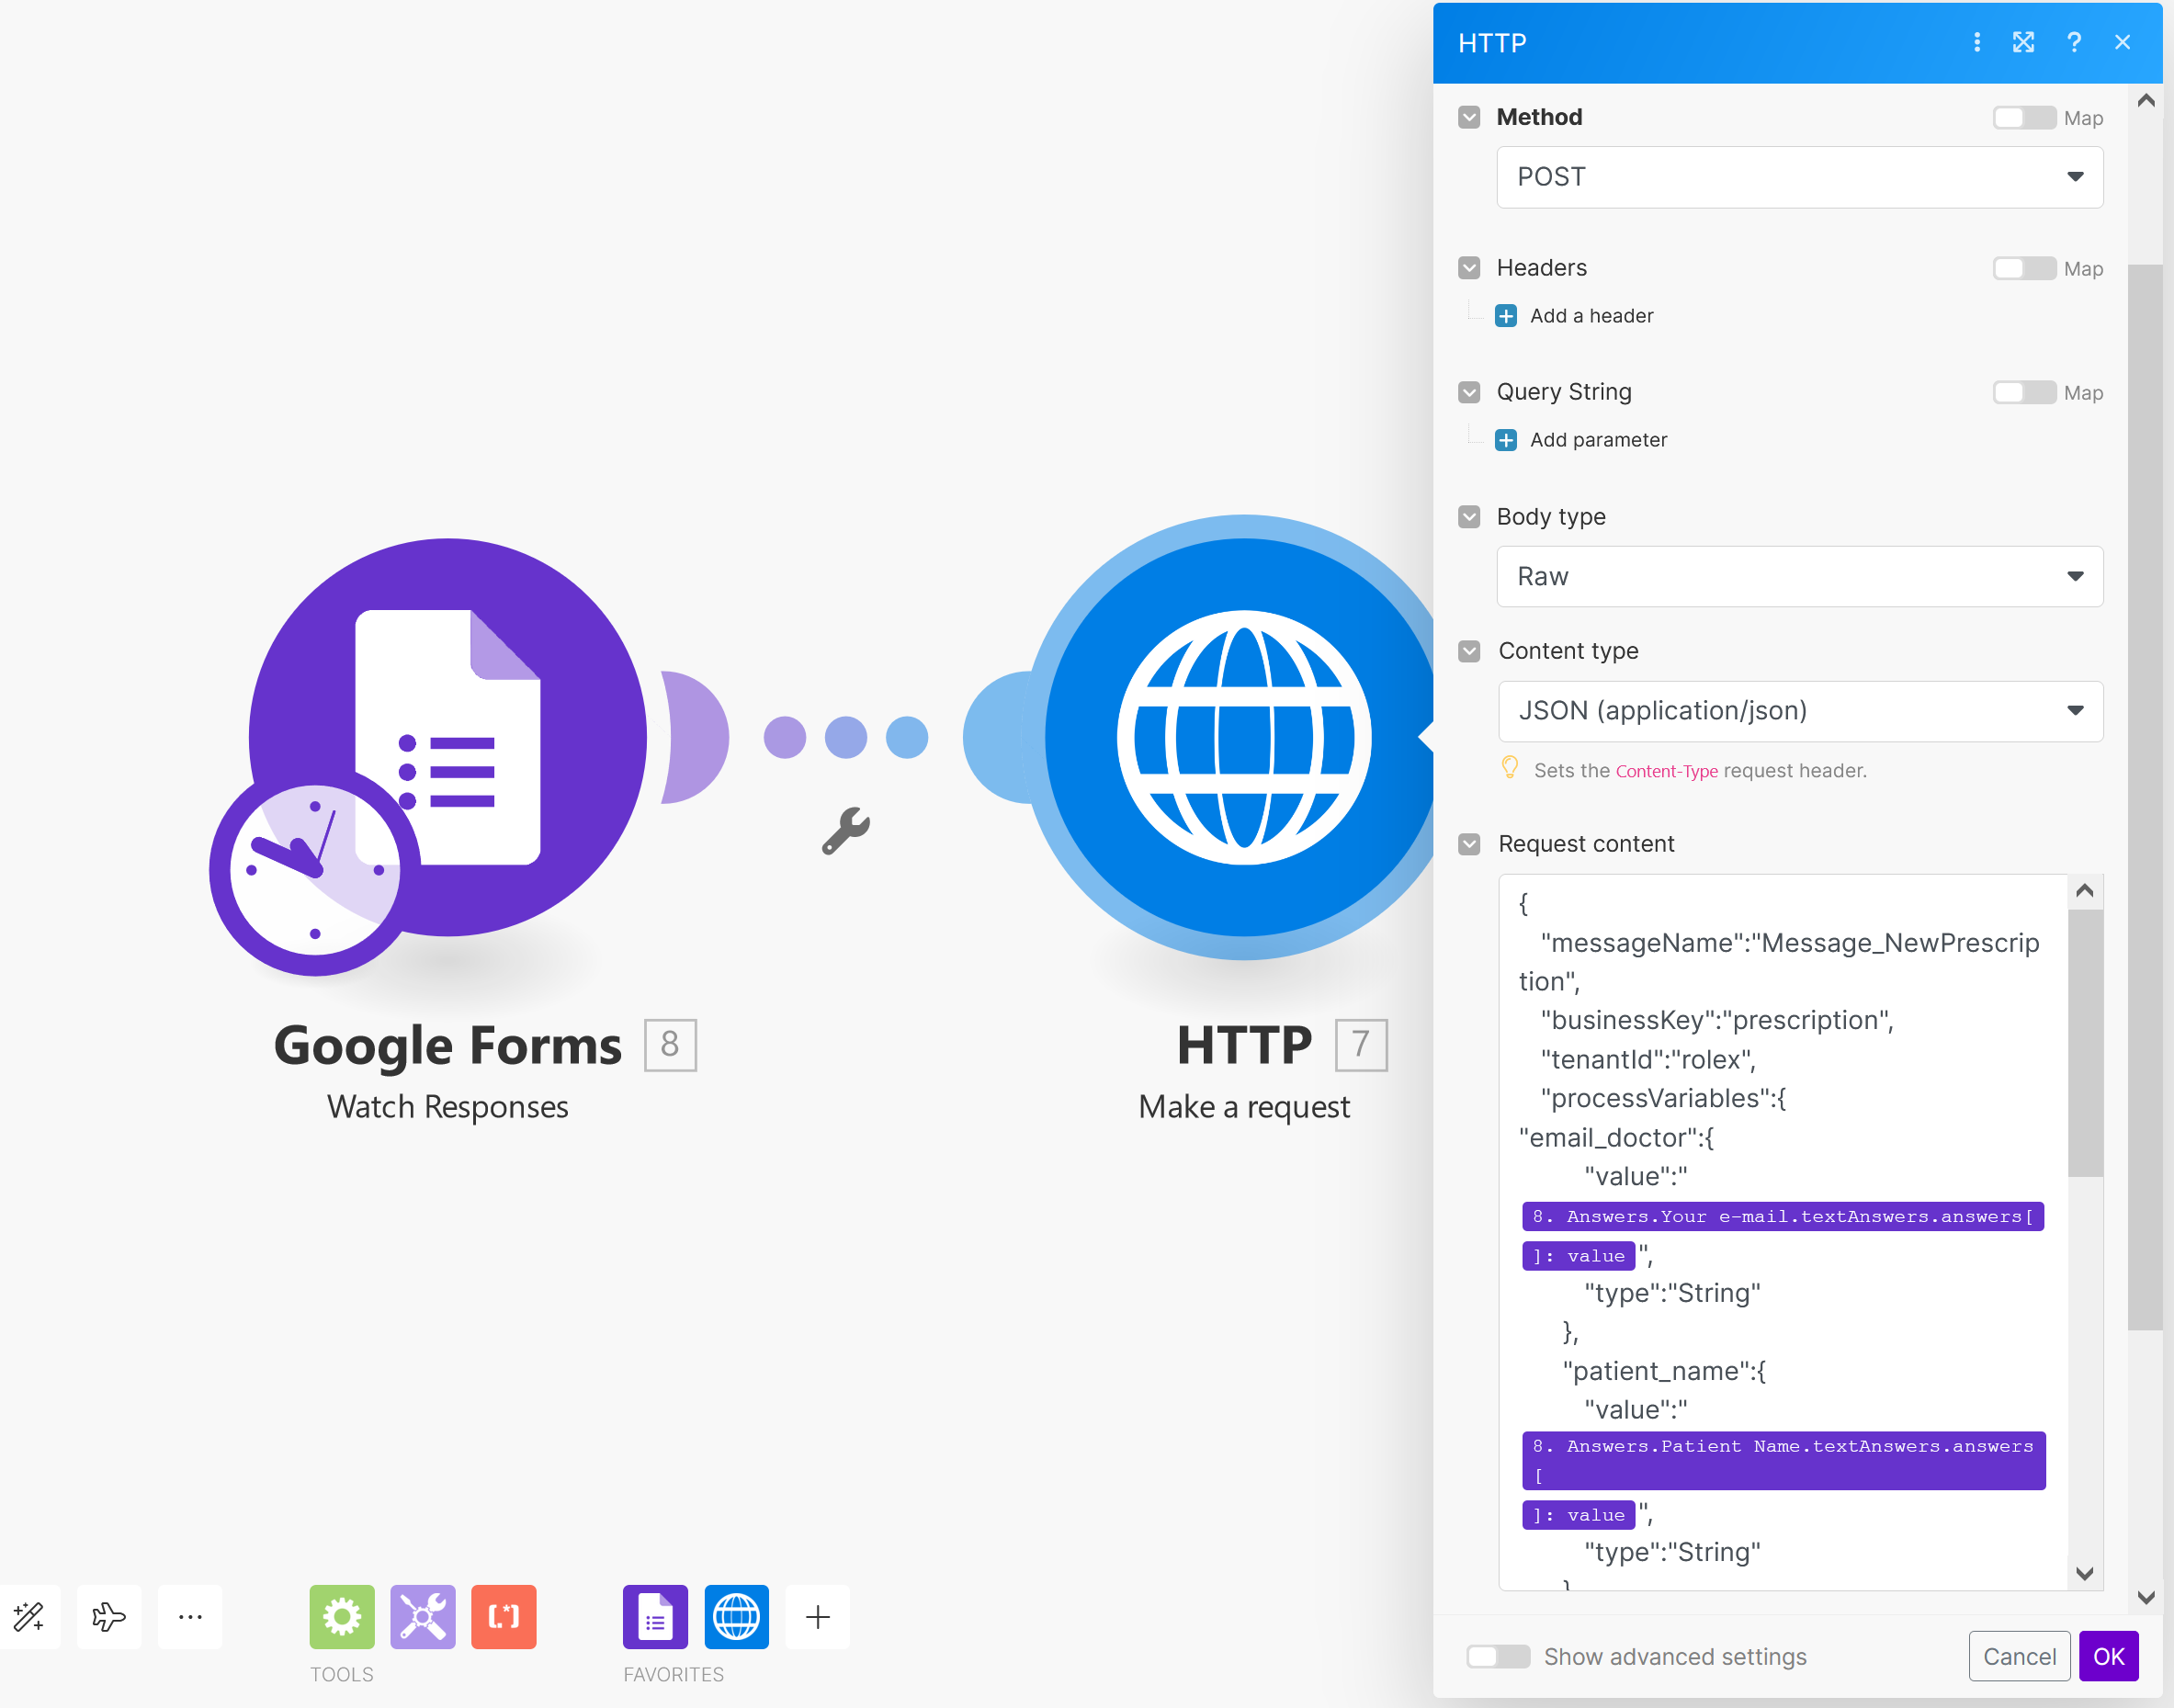 HTTP
Method
Map
POST
Headers
Map
Add a header
Query String
Map
Add parameter
Body type
Raw
Content type
JSON (application/json)
Sets the Content-Type request header.
Request content
{
"messageName":"Message_NewPrescrip
tion",
"businessKey":"prescription",
"tenantId":"rolex",
"processVariables":{
"email_doctor":{
"value":"
8. Answers.Your e-mail.textAnswers.answers[
]: value ",
"type":"String"
},
"patient_name":{
"value":"
8. Answers.Patient Name.textAnswers.answers
[
]: value ",
"type":"String"
}
Show advanced settings
Cancel
OK
Google Forms 8
Watch Responses
HTTP 7
Make a request
[.*]
TOOLS
FAVORITES